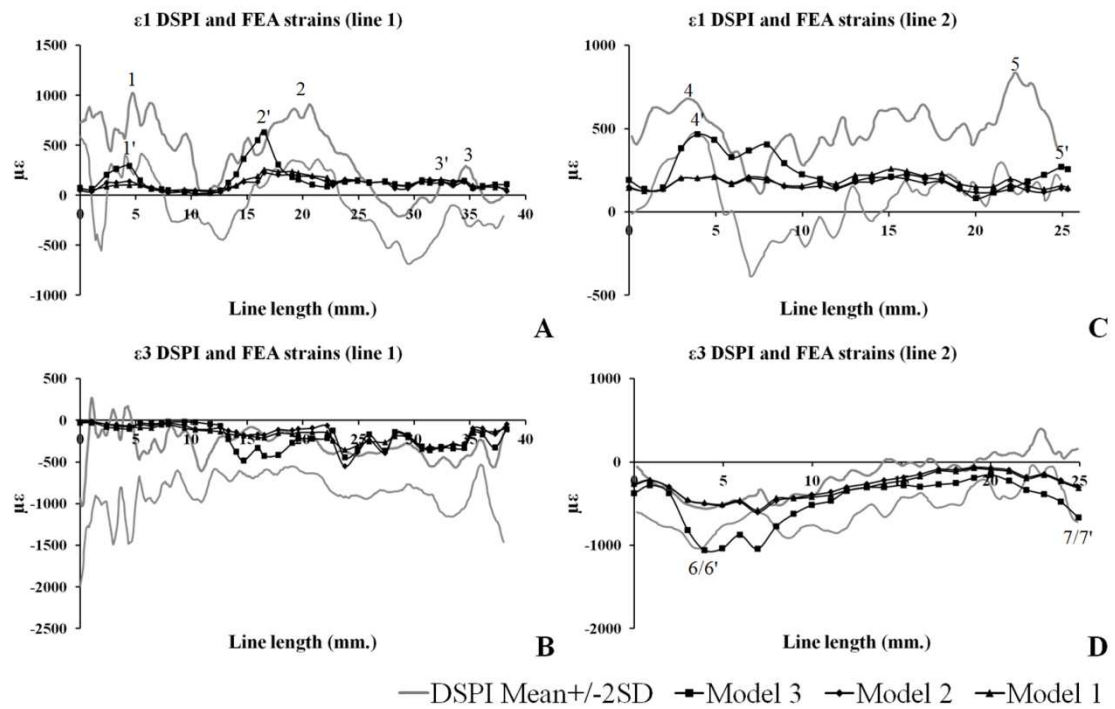 ε1 DSPI and FEA strains (line 1)
1500
1000
500
0
-500
-1000
0 5 10 15 20 25 30 35 40
1 1' 2' 2 3' 3
με
Line length (mm.)
A
ε1 DSPI and FEA strains (line 2)
1000
500
0
-500
0 5 10 15 20 25
4 4' 5 5'
με
Line length (mm.)
C
ε3 DSPI and FEA strains (line 1)
500
0
-500
-1000
-1500
-2000
-2500
0 5 10 15 20 25 30 35 40
με
Line length (mm.)
B
ε3 DSPI and FEA strains (line 2)
1000
0
-1000
-2000
0 5 10 15 20 25
6/6' 7/7'
με
Line length (mm.)
D
DSPI Mean+/-2SD Model 3 Model 2 Model 1